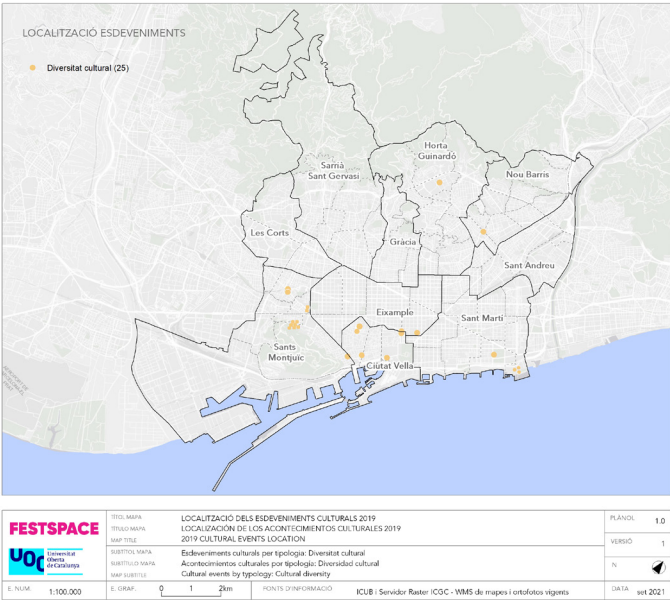 LOCALITZACIÓ ESDEVENIMENTS
Diversitat cultural (25)
Horta
Guinardó
Sarrià
Sant Gervasi
Nou Barris
Les Corts
Gràcia
Sant Andreu
Eixample
Sant Martí
Sants
Montjuïc
Ciutat Vella
FESTSPACE
UOC Universitat
Oberta
de Catalunya
TÍTOL MAPA LOCALITZACIÓ DELS ESDEVENIMENTS CULTURALS 2019
TÍTULO MAPA LOCALIZACIÓN DE LOS ACONTECIMIENTOS CULTURALES 2019
MAP TITLE 2019 CULTURAL EVENTS LOCATION
SUBTÍTOL MAPA Esdeveniments culturals per tipologia: Diversitat cultural
SUBTÍTULO MAPA Acontecimientos culturales por tipología: Diversidad cultural
MAP SUBTITLE Cultural events by typology: Cultural diversity
PLÀNOL 1.0
VERSIÓ 1
N
E. NUM. 1:100.000
E. GRAF. 0 1 2km
FONTS D'INFORMACIÓ ICUB i Servidor Raster ICGC - WMS de mapes i ortofotos vigents
DATA set 2021